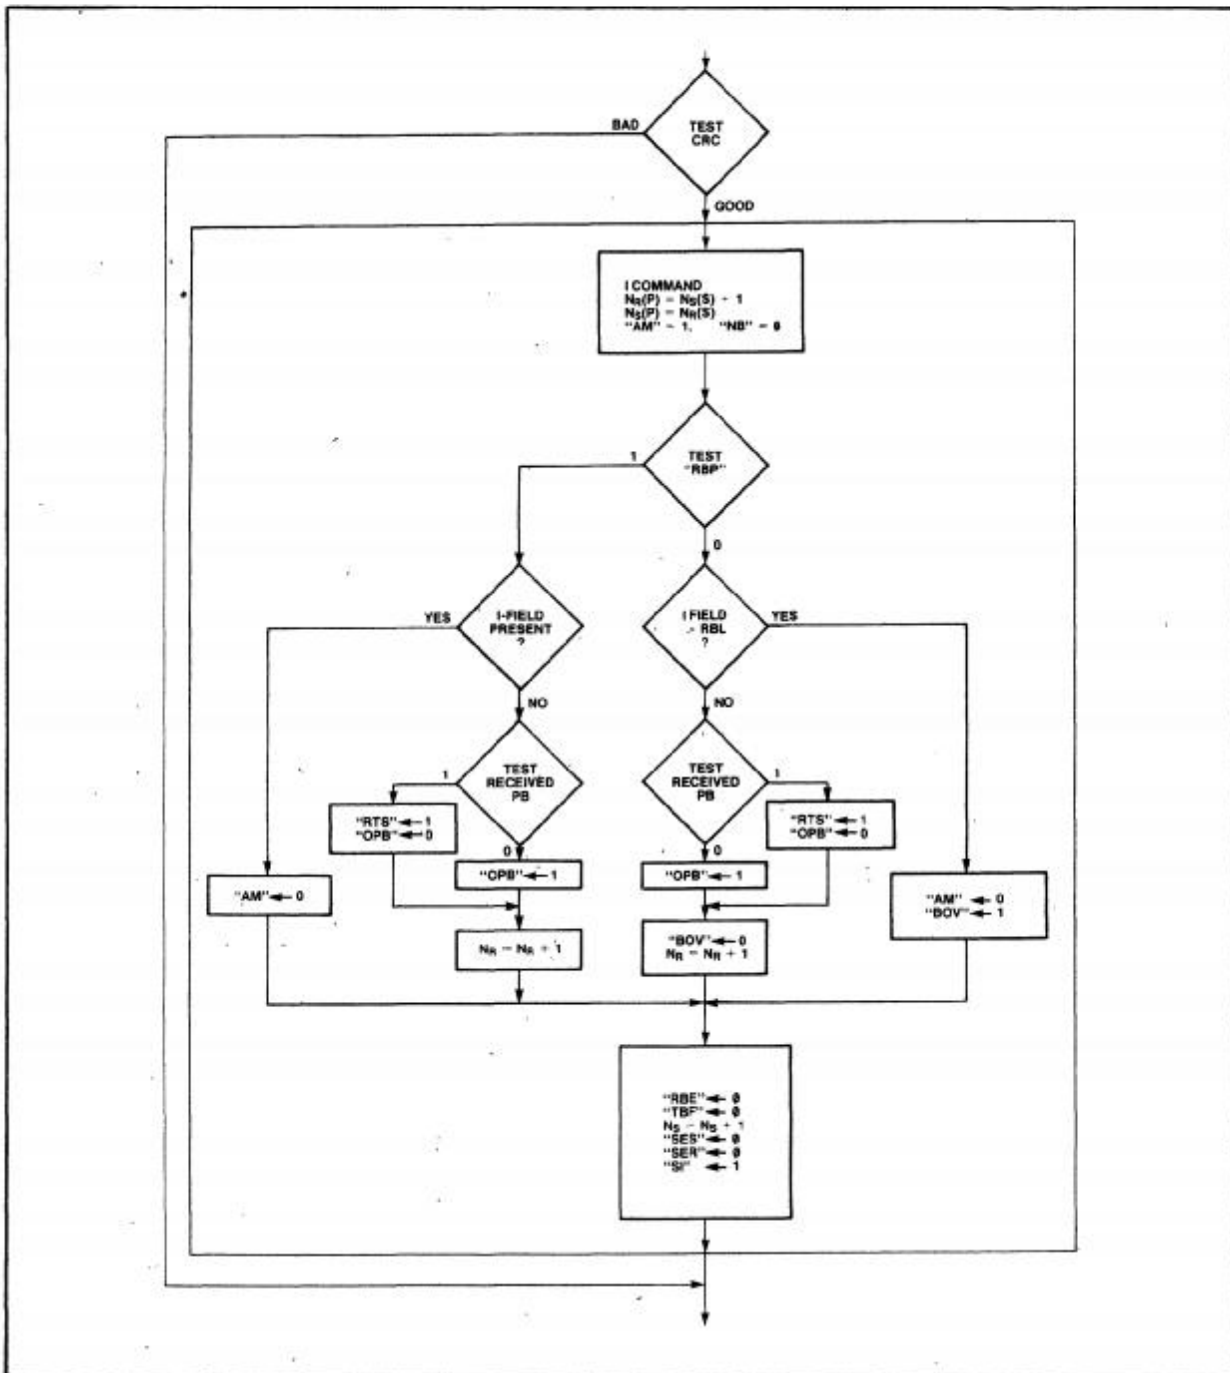 TEST
CRC
BAD
GOOD
I COMMAND
NR(P) = NS(S) + 1
NS(P) = NR(S)
"AM" = 1, "NB" = 0
TEST
"RBP"
1
0
I-FIELD
PRESENT
?
YES
NO
I FIELD
RBL
?
YES
NO
TEST
RECEIVED
PB
1
0
TEST
RECEIVED
PB
1
0
"RTS" ← 1
"OPB" ← 0
"RTS" ← 1
"OPB" ← 0
"OPB" ← 1
"OPB" ← 1
"AM" ← 0
"AM" ← 0
"BOV" ← 1
NR = NR + 1
"BOV" ← 0
NR = NR + 1
"RBE" ← 0
"TBF" ← 0
NS = NS + 1
"SES" ← 0
"SER" ← 0
"SI" ← 1